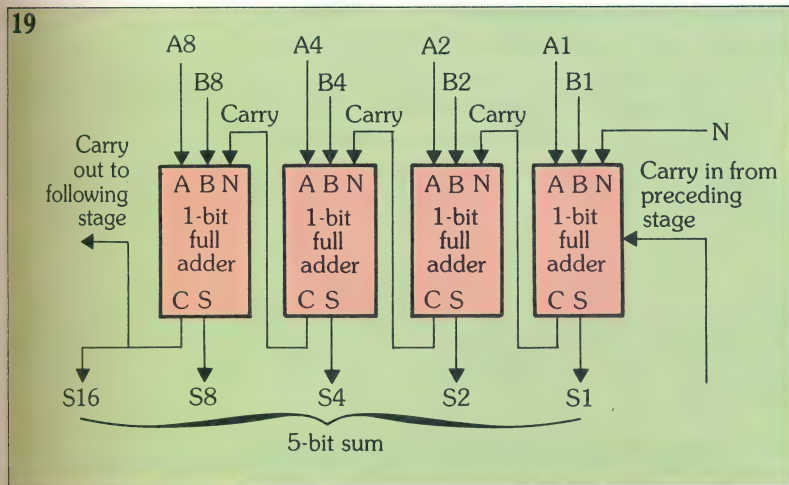 19
A8 A4 A2 A1
B8 B4 B2 B1
Carry Carry Carry N
Carry
out to
following
stage
Carry in from
preceding
stage
A B N A B N A B N A B N
1-bit 1-bit 1-bit 1-bit
full full full full
adder adder adder adder
C S C S C S C S
S16 S8 S4 S2 S1
5-bit sum